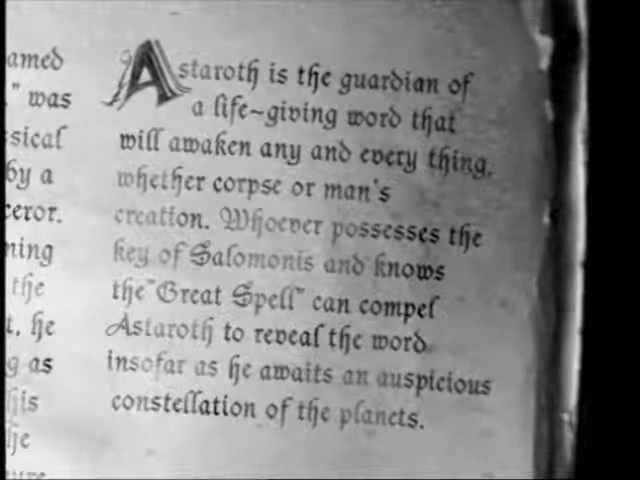 amed
" was
sical
by a
eror.
ning
the
t, he
g as
his
he
Astaroth is the guardian of
a life-giving word that
will awaken any and every thing,
whether corpse or man's
creation. Whoever possesses the
key of Salomonis and knows
the "Great Spell" can compel
Astaroth to reveal the word
insofar as he awaits an auspicious
constellation of the planets.